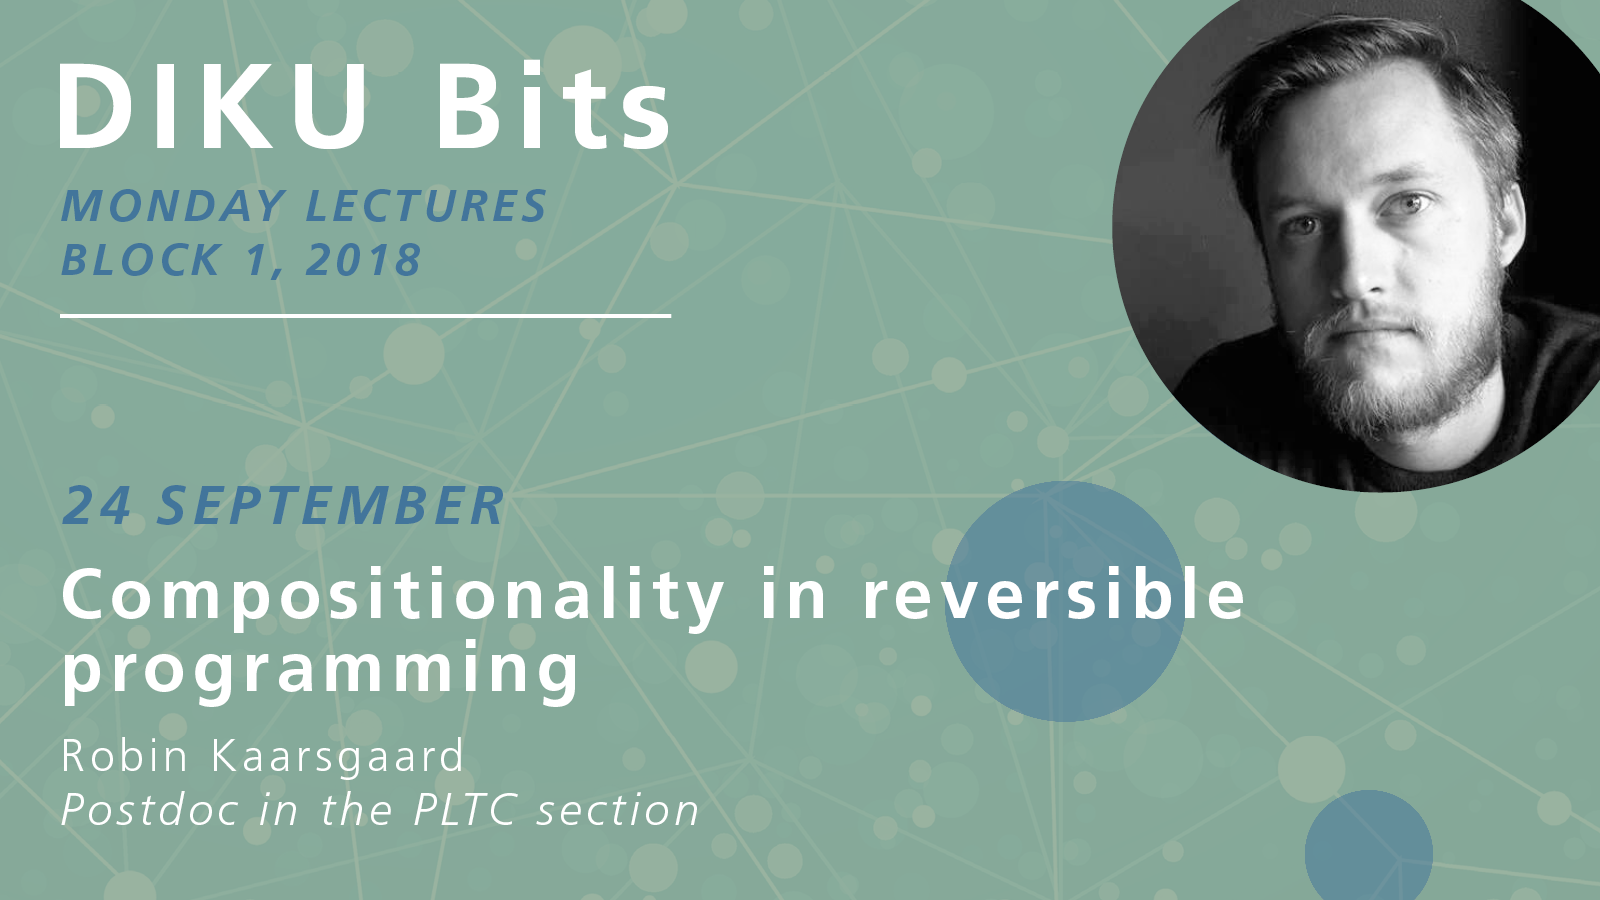 DIKU Bits
MONDAY LECTURES
BLOCK 1, 2018
24 SEPTEMBER
Compositionality in reversible
programming
Robin Kaarsgaard
Postdoc in the PLTC section